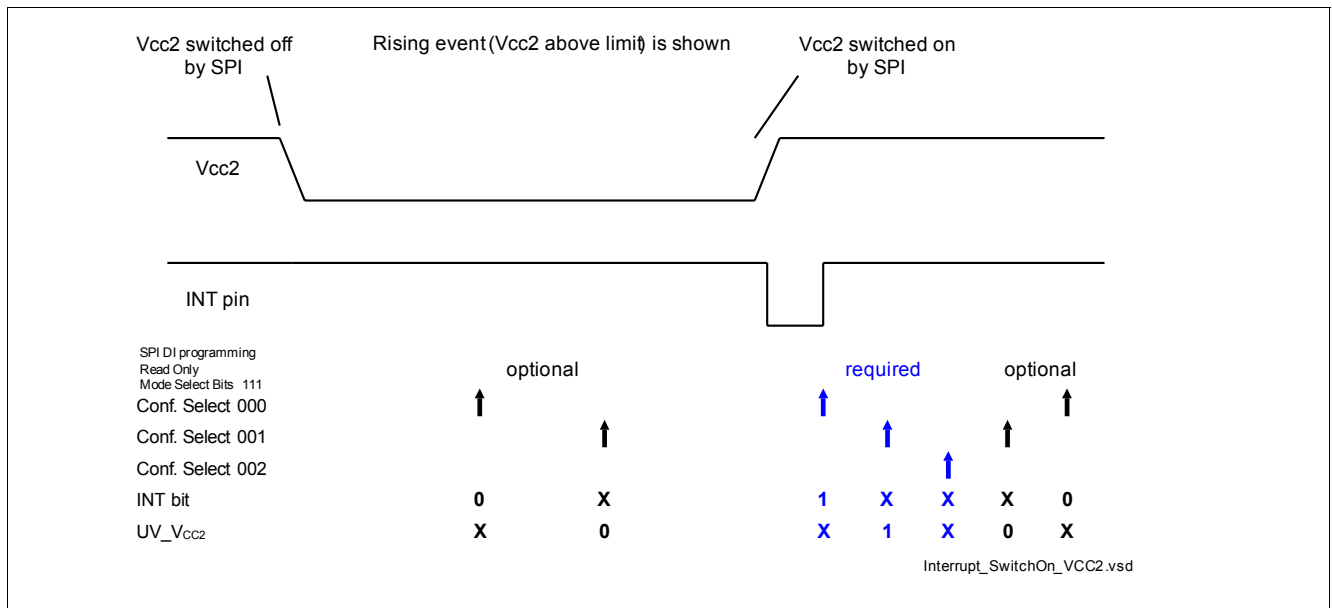 Vcc2 switched off
by SPI
Rising event (Vcc2 above limit) is shown
Vcc2 switched on
by SPI
Vcc2
INT pin
SPI DI programming
Read Only
Mode Select Bits 111
optional
required
optional
Conf. Select 000
Conf. Select 001
Conf. Select 002
INT bit 0 X 1 X X X 0
UV_VCC2 X 0 X 1 X 0 X
Interrupt_SwitchOn_VCC2.vsd